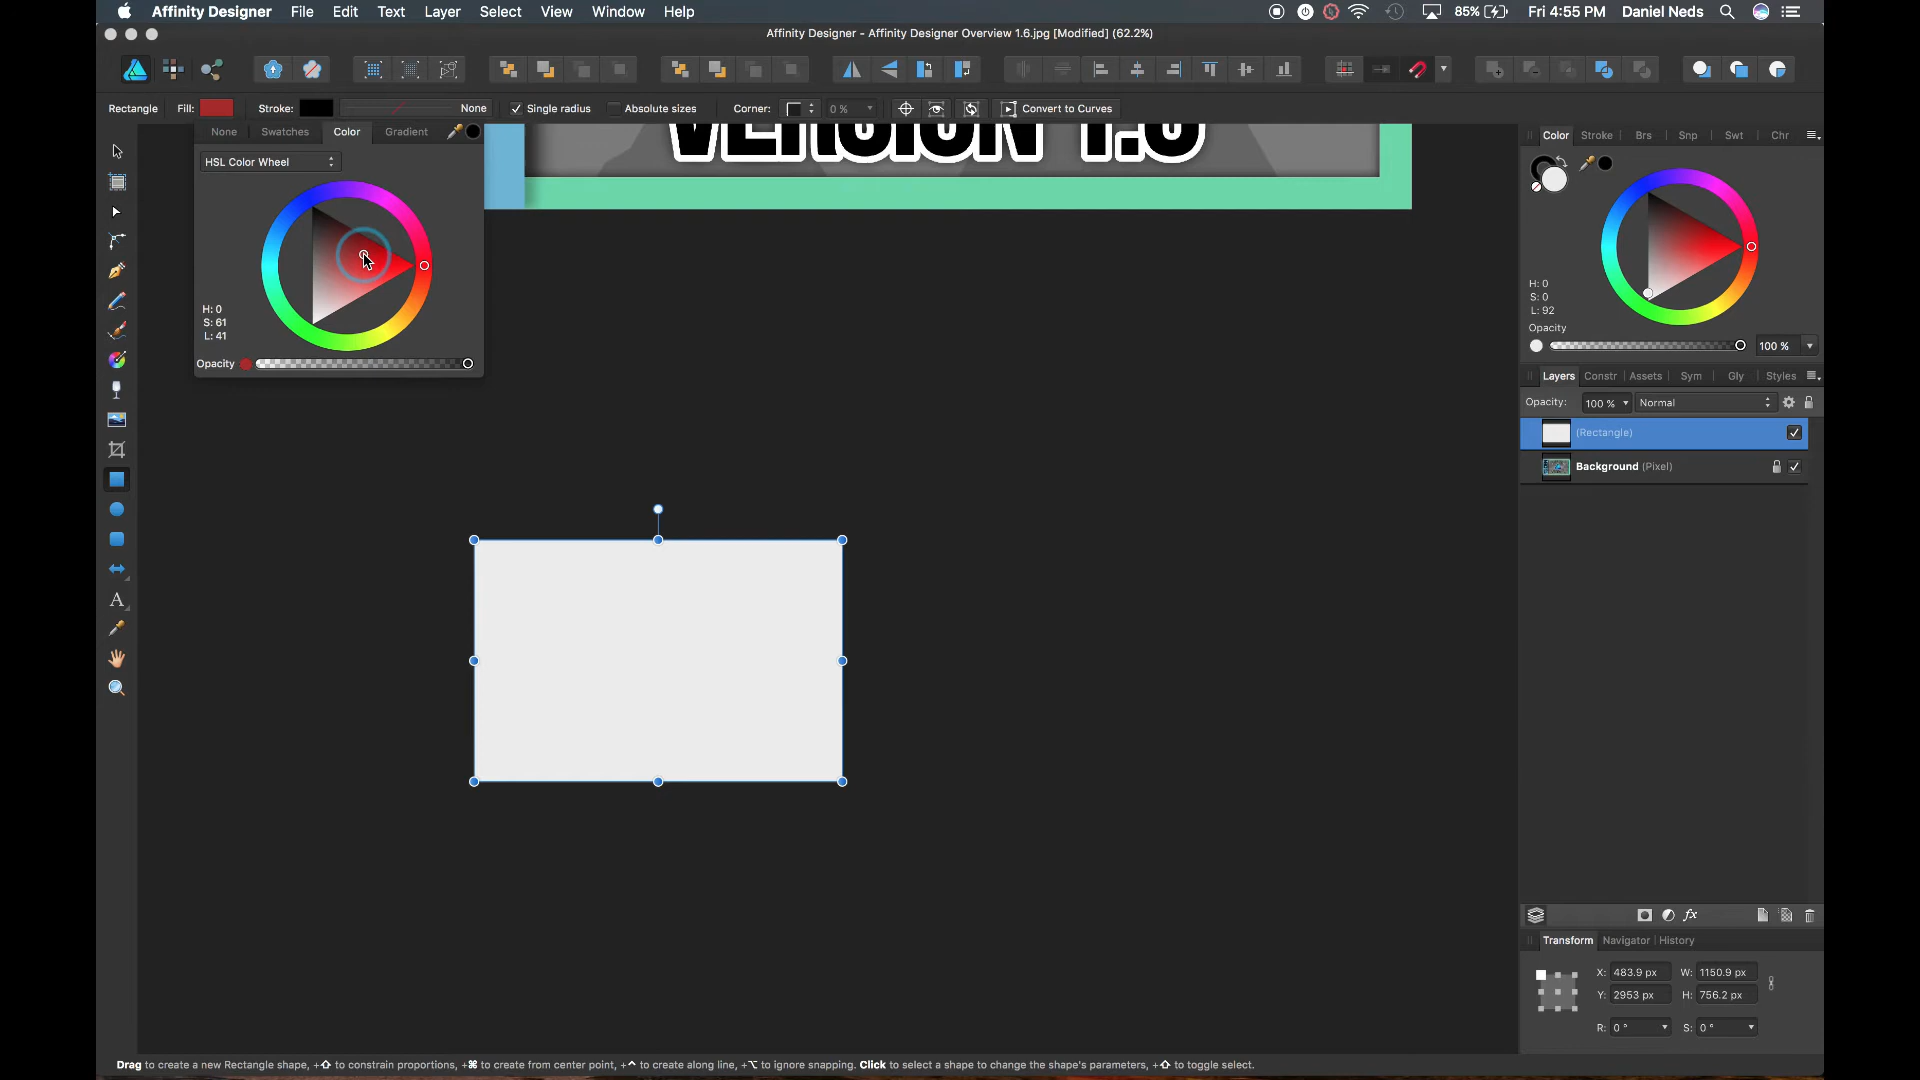 Affinity Designer File Edit Text Layer Select View Window Help 85% Fri 4:55 PM Daniel Neds
Affinity Designer - Affinity Designer Overview 1.6.jpg [Modified] (62.2%)
Rectangle Fill: Stroke: None Single radius Absolute sizes Corner: 0 % Convert to Curves
None Swatches Color Gradient
HSL Color Wheel
H: 0
S: 61
L: 41
Opacity
VERSION 1.6
Color Stroke Brs Snp Swt Chr
H: 0
S: 0
L: 92
Opacity
100 %
Layers Constr Assets Sym Gly Styles
Opacity: 100 % Normal
(Rectangle)
Background (Pixel)
fx
A
Transform Navigator History
X: 483.9 px W: 1150.9 px
Y: 2953 px H: 756.2 px
R: 0 ° S: 0 °
Drag to create a new Rectangle shape, +⇧ to constrain proportions, +⌘ to create from center point, +⌃ to create along line, +⌥ to ignore snapping. Click to select a shape to change the shape's parameters, +⇧ to toggle select.